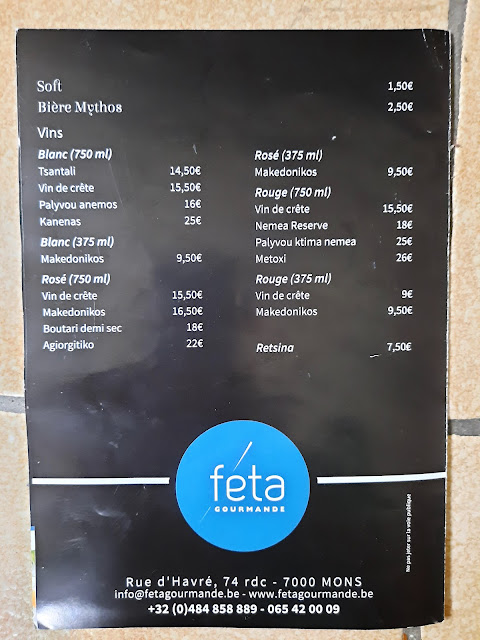 Soft 1,50€
Bière Mythos 2,50€
Vins
Blanc (750 ml)
Tsantali 14,50€
Vin de crête 15,50€
Palyvou anemos 16€
Kanenas 25€
Blanc (375 ml)
Makedonikos 9,50€
Rosé (750 ml)
Vin de crête 15,50€
Makedonikos 16,50€
Boutari demi sec 18€
Agiorgitiko 22€
Rosé (375 ml)
Makedonikos 9,50€
Rouge (750 ml)
Vin de crête 15,50€
Nemea Reserve 18€
Palyvou ktima nemea 25€
Metoxi 26€
Rouge (375 ml)
Vin de crête 9€
Makedonikos 9,50€
Retsina 7,50€
féta
GOURMANDE
Ne pas jeter sur la voie publique
Rue d'Havré, 74 rdc - 7000 MONS
info@fetagourmande.be - www.fetagourmande.be
+32 (0)484 858 889 - 065 42 00 09